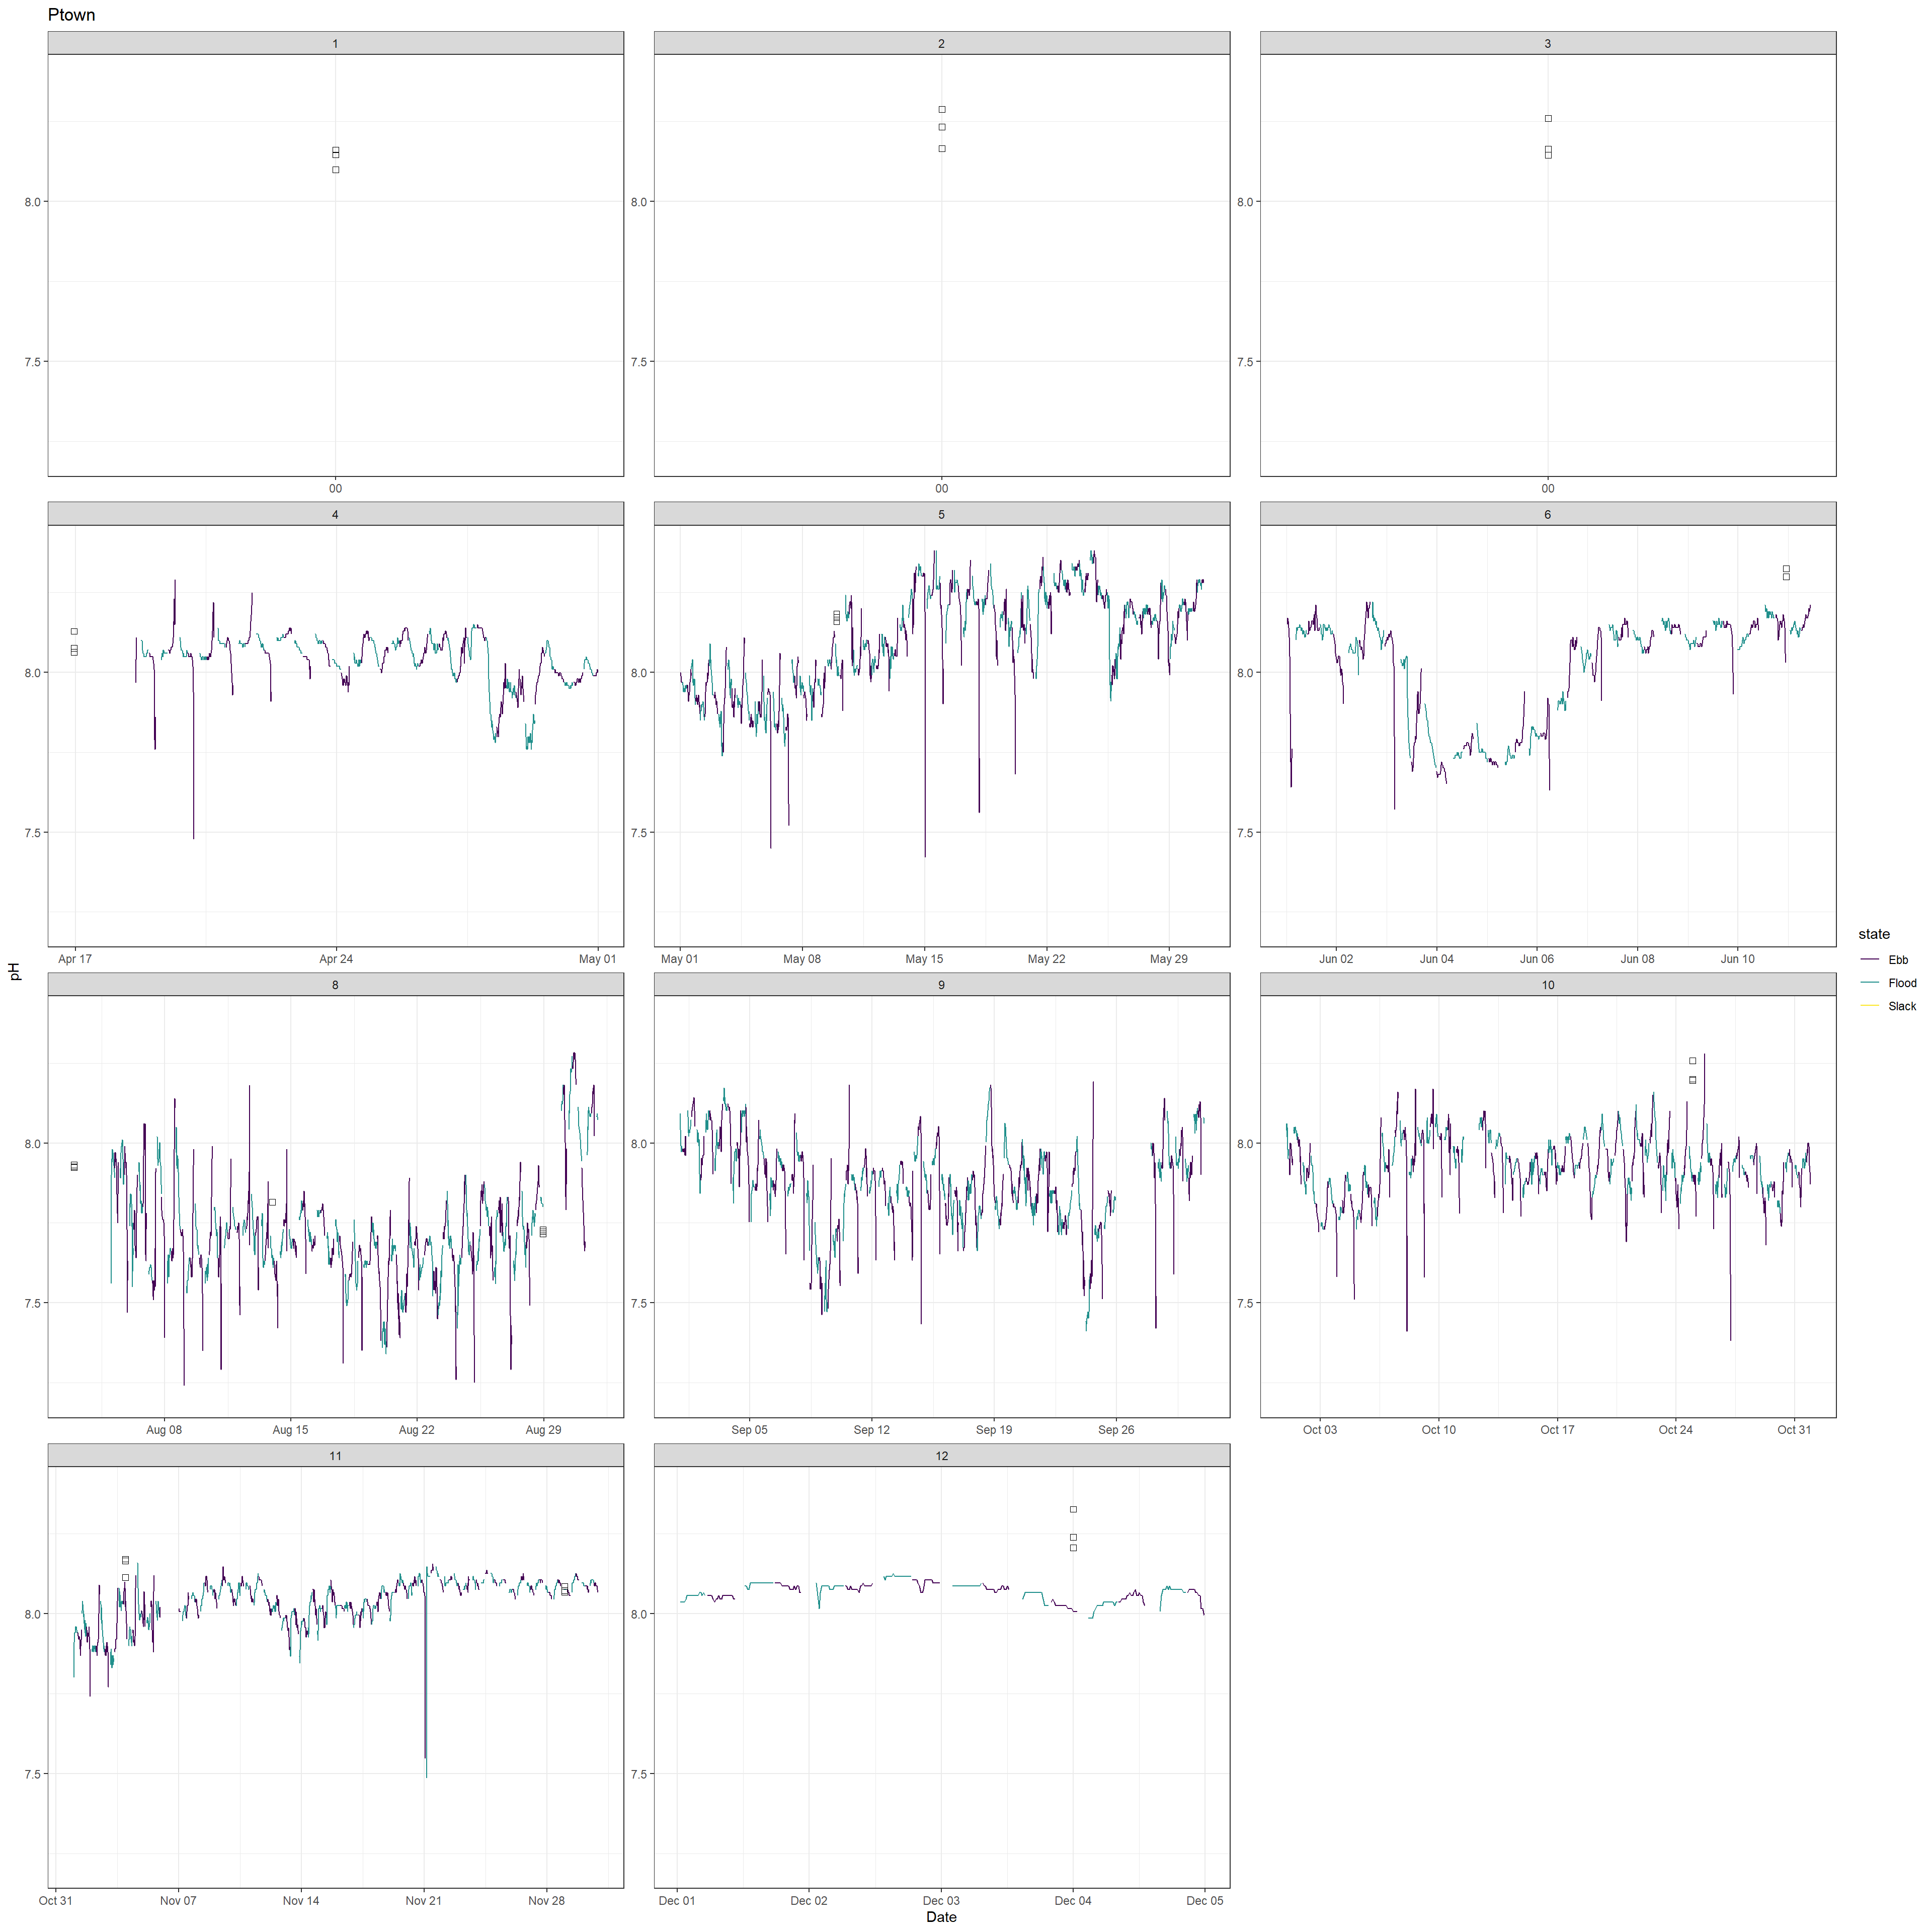 Ptown
1 2 3
8.0 8.0 8.0
7.5 7.5 7.5
00 00 00
4 5 6
8.0 8.0 8.0
7.5 7.5 7.5
Apr 17 Apr 24 May 01 May 01 May 08 May 15 May 22 May 29 Jun 02 Jun 04 Jun 06 Jun 08 Jun 10
pH
state
Ebb
Flood
Slack
8 9 10
8.0 8.0 8.0
7.5 7.5 7.5
Aug 08 Aug 15 Aug 22 Aug 29 Sep 05 Sep 12 Sep 19 Sep 26 Oct 03 Oct 10 Oct 17 Oct 24 Oct 31
11 12
8.0 8.0
7.5 7.5
Oct 31 Nov 07 Nov 14 Nov 21 Nov 28 Dec 01 Dec 02 Dec 03 Dec 04 Dec 05
Date